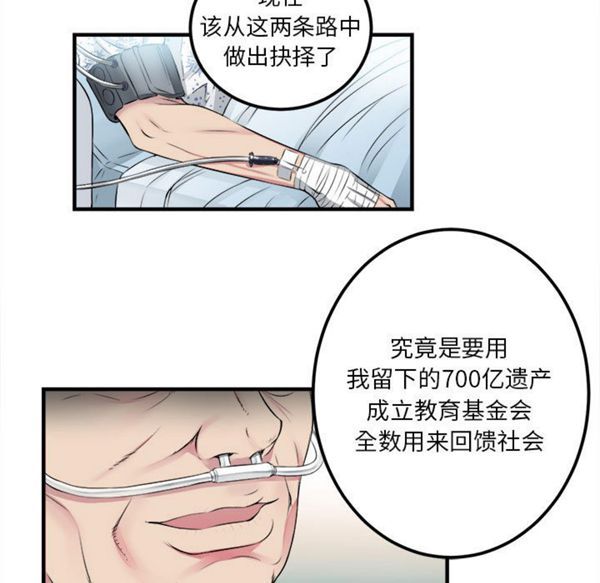 现在
该从这两条路中
做出抉择了
究竟是要用
我留下的700亿遗产
成立教育基金会
全数用来回馈社会